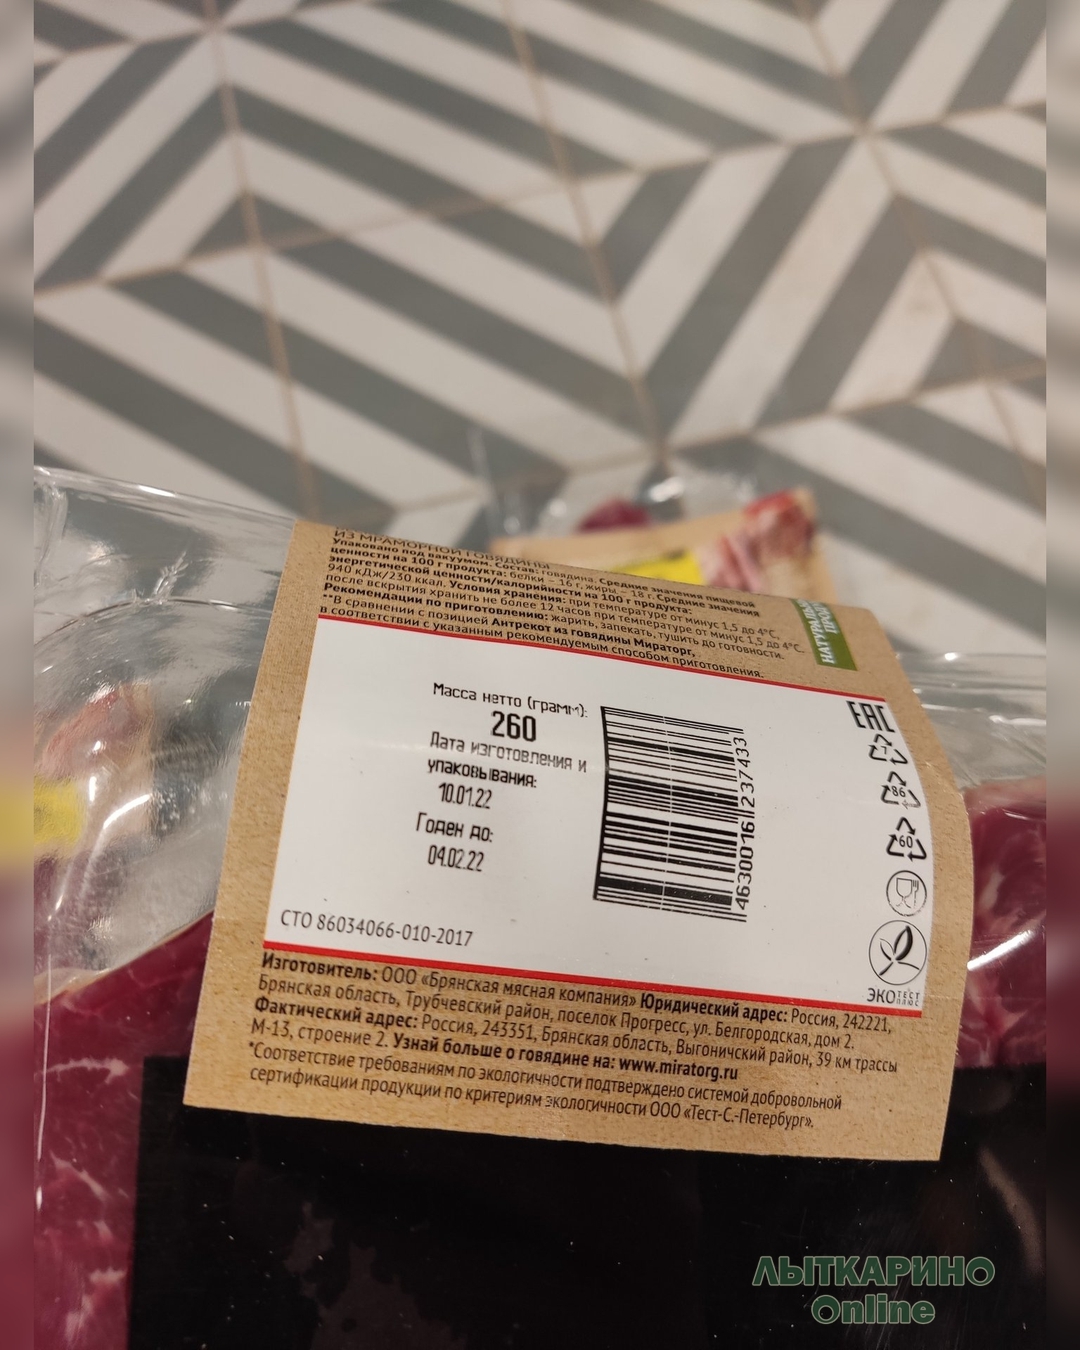 ИЗ МРАМОРНОЙ ГОВЯДИНЫ
Упаковано под вакуумом. Состав: говядина. Средние значения пищевой
ценности на 100 г продукта: белки – 16 г, жиры – 18 г. Средние значения
энергетической ценности/калорийности на 100 г продукта:
940 кДж/230 ккал. Условия хранения: при температуре от минус 1,5 до 4°С,
после вскрытия хранить не более 12 часов при температуре от минус 1,5 до 4°С.
Рекомендации по приготовлению: жарить, запекать, тушить до готовности.
**В сравнении с позицией Антрекот из говядины Мираторг,
в соответствии с указанным рекомендуемым способом приготовления.
Масса нетто (грамм):
260
Дата изготовления и
упаковывания:
10.01.22
Годен до:
04.02.22
СТО 86034066-010-2017
4630016237433
EAC
7
86
60
ЭКО ТЕСТ
ПЛЮС
Изготовитель: ООО «Брянская мясная компания» Юридический адрес: Россия, 242221,
Брянская область, Трубчевский район, поселок Прогресс, ул. Белгородская, дом 2.
Фактический адрес: Россия, 243351, Брянская область, Выгоничский район, 39 км трассы
М-13, строение 2. Узнай больше о говядине на: www.miratorg.ru
*Соответствие требованиям по экологичности подтверждено системой добровольной
сертификации продукции по критериям экологичности ООО «Тест-С.-Петербург».
ЛЫТКАРИНО
Online